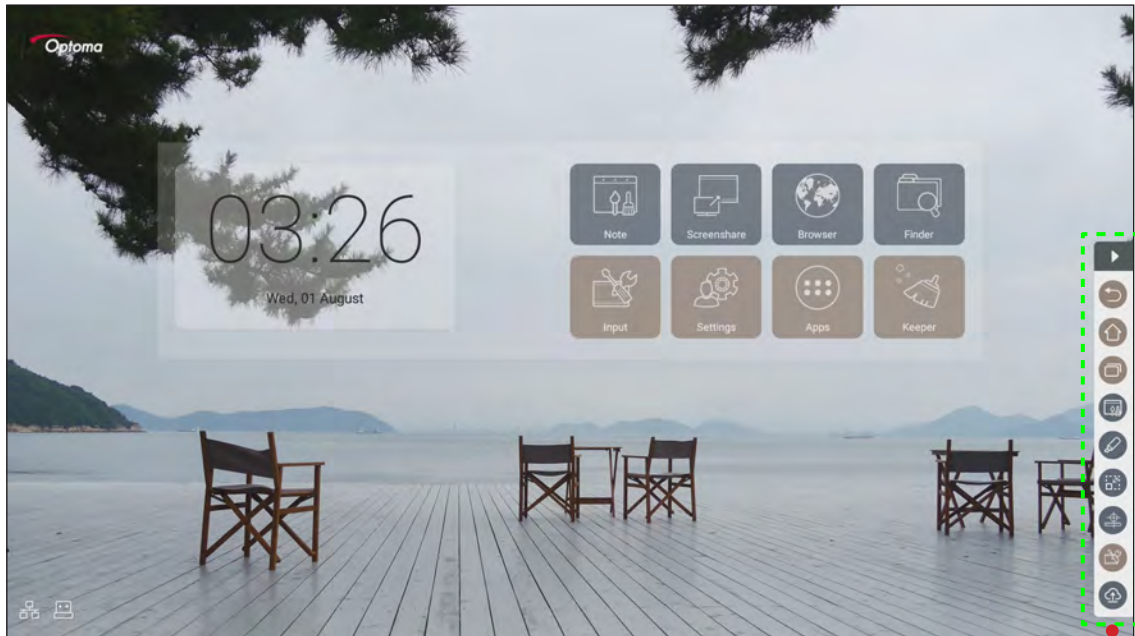 Optoma
03:26
Wed, 01 August
Note Screenshare Browser Finder
Input Settings Apps Keeper